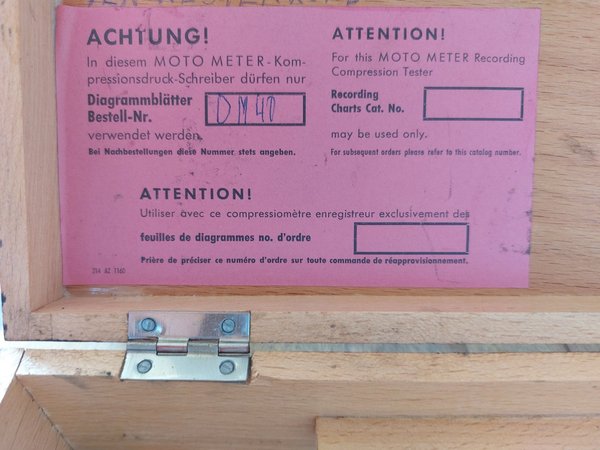 ACHTUNG!
In diesem MOTO METER-Kom-
pressionsdruck-Schreiber dürfen nur
Diagrammblätter
Bestell-Nr. DM40
verwendet werden.
Bei Nachbestellungen diese Nummer stets angeben.
ATTENTION!
For this MOTO METER Recording
Compression Tester
Recording
Charts Cat. No.
may be used only.
For subsequent orders please refer to this catalog number.
ATTENTION!
Utiliser avec ce compressiomètre enregistreur exclusivement des
feuilles de diagrammes no. d'ordre
Prière de préciser ce numéro d'ordre sur toute commande de réapprovisionnement.
314 AZ 1160